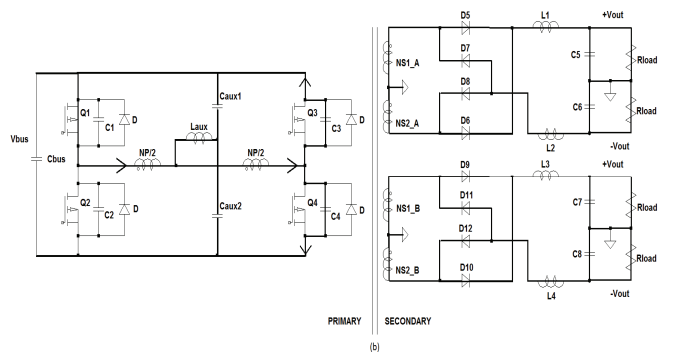 Vbus
Cbus
Q1
C1
D
Caux1
Q3
C3
D
Laux
NP/2
NP/2
Q2
C2
D
Caux2
Q4
C4
D
PRIMARY
SECONDARY
D5
L1
+Vout
D7
NS1_A
C5
Rload
D8
NS2_A
C6
Rload
D6
L2
-Vout
D9
L3
+Vout
D11
NS1_B
C7
Rload
D12
NS2_B
C8
Rload
D10
L4
-Vout
(b)